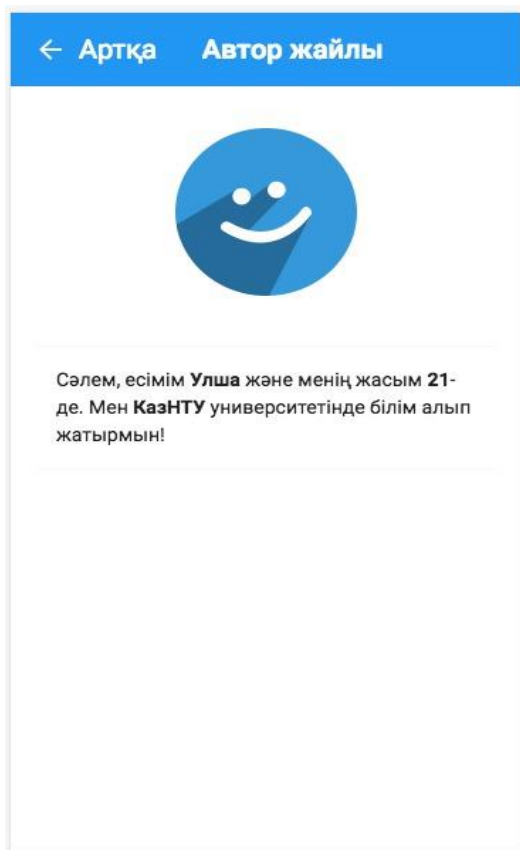 ← Артқа Автор жайлы
Сәлем, есімім Улша және менің жасым 21-
де. Мен КазНТУ университетінде білім алып
жатырмын!